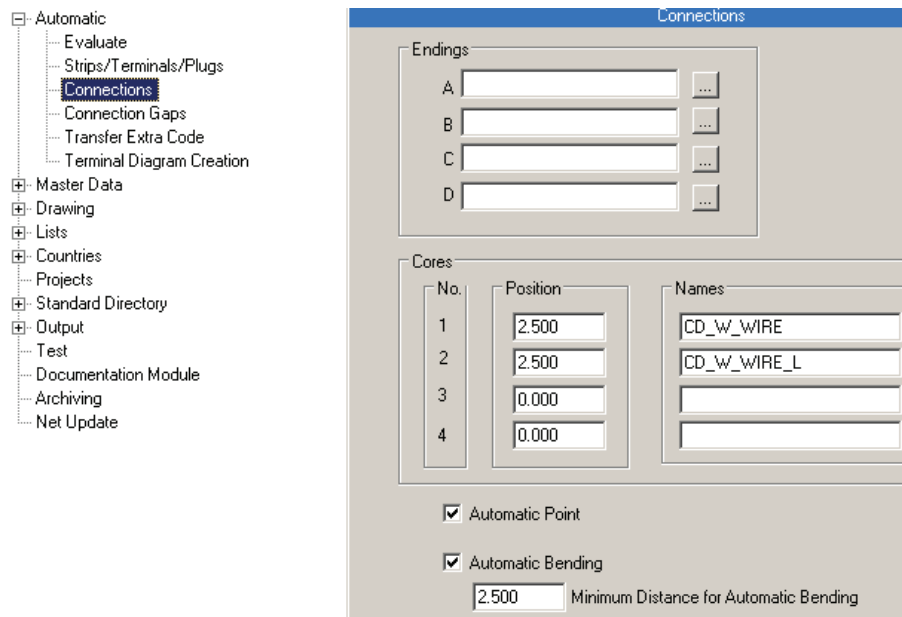 Automatic
Evaluate
Strips/Terminals/Plugs
Connections
Connection Gaps
Transfer Extra Code
Terminal Diagram Creation
Master Data
Drawing
Lists
Countries
Projects
Standard Directory
Output
Test
Documentation Module
Archiving
Net Update
Connections
Endings
A ...
B ...
C ...
D ...
Cores
No. Position Names
1 2.500 CD_W_WIRE
2 2.500 CD_W_WIRE_L
3 0.000
4 0.000
Automatic Point
Automatic Bending
2.500 Minimum Distance for Automatic Bending